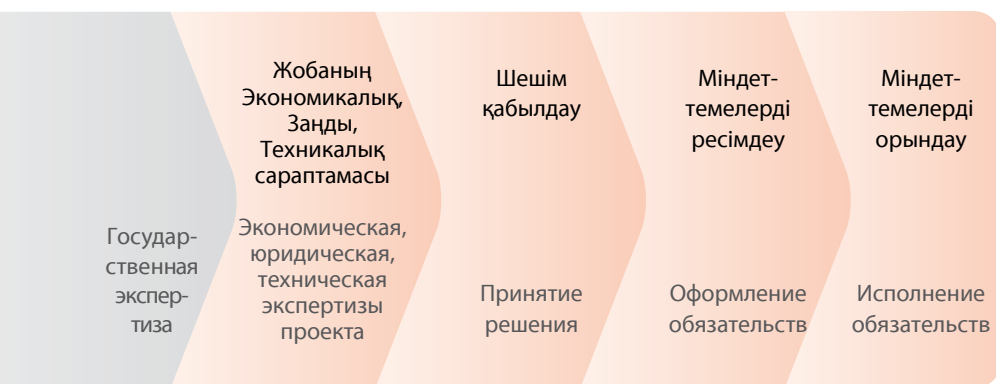 Государ-
ственная
экспер-
тиза
Жобаның
Экономикалық,
Заңды,
Техникалық
сараптамасы
Экономическая,
юридическая,
техническая
экспертизы
проекта
Шешім
қабылдау
Принятие
решения
Міндет-
темелерді
ресімдеу
Оформление
обязательств
Міндет-
темелерді
орындау
Исполнение
обязательств